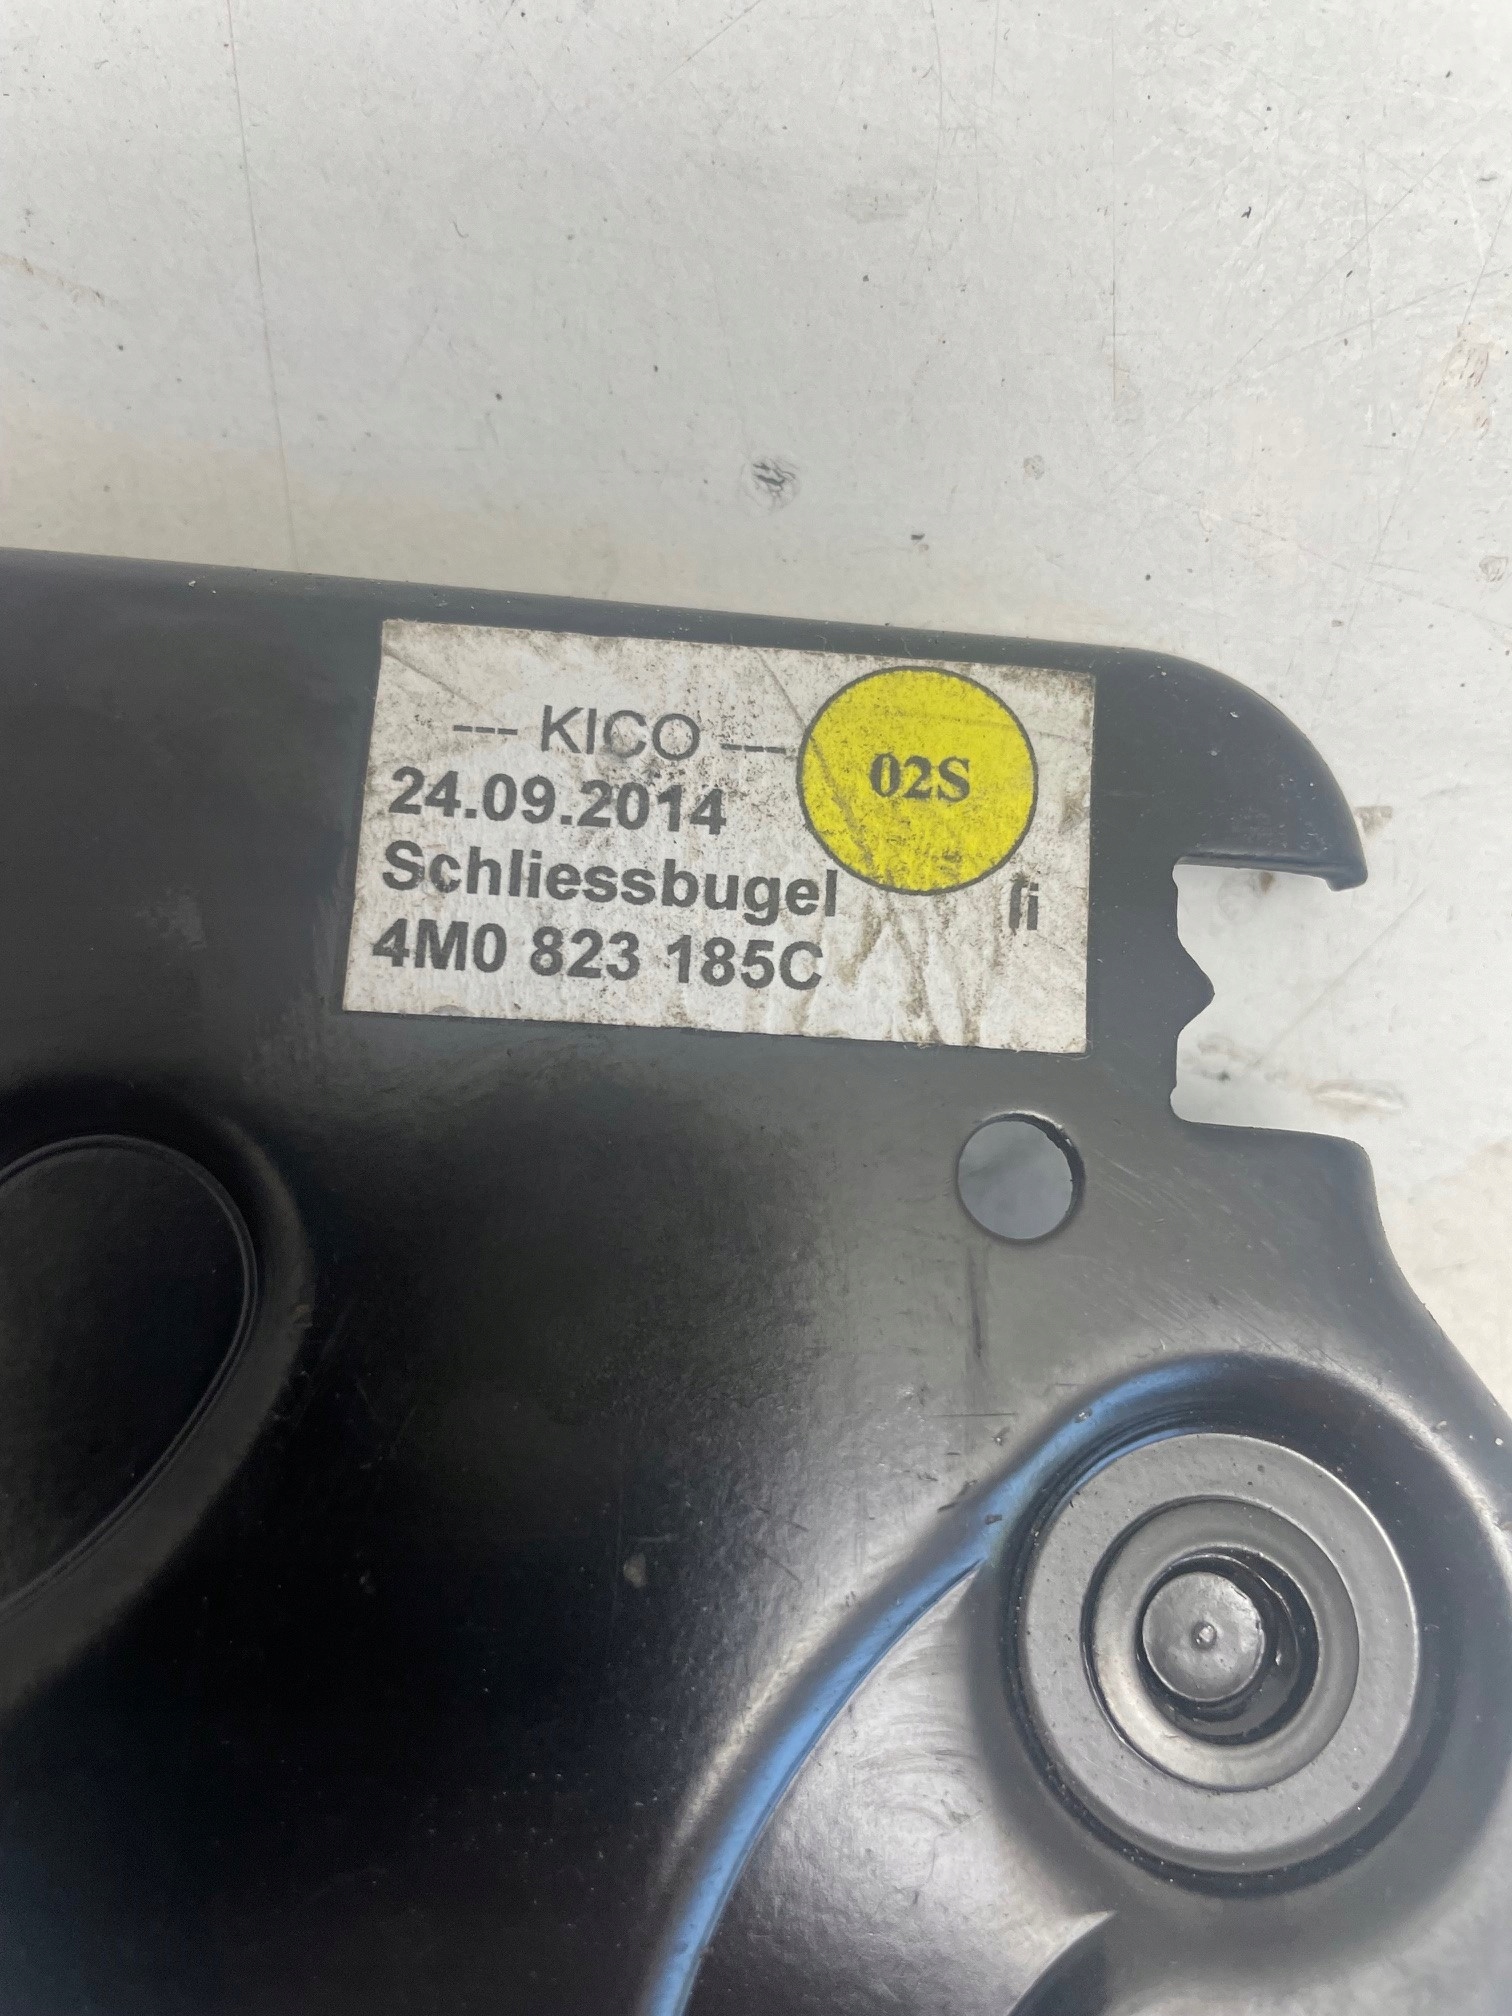 --- KICO ---
02S
24.09.2014
Schliessbugel
4M0 823 185C